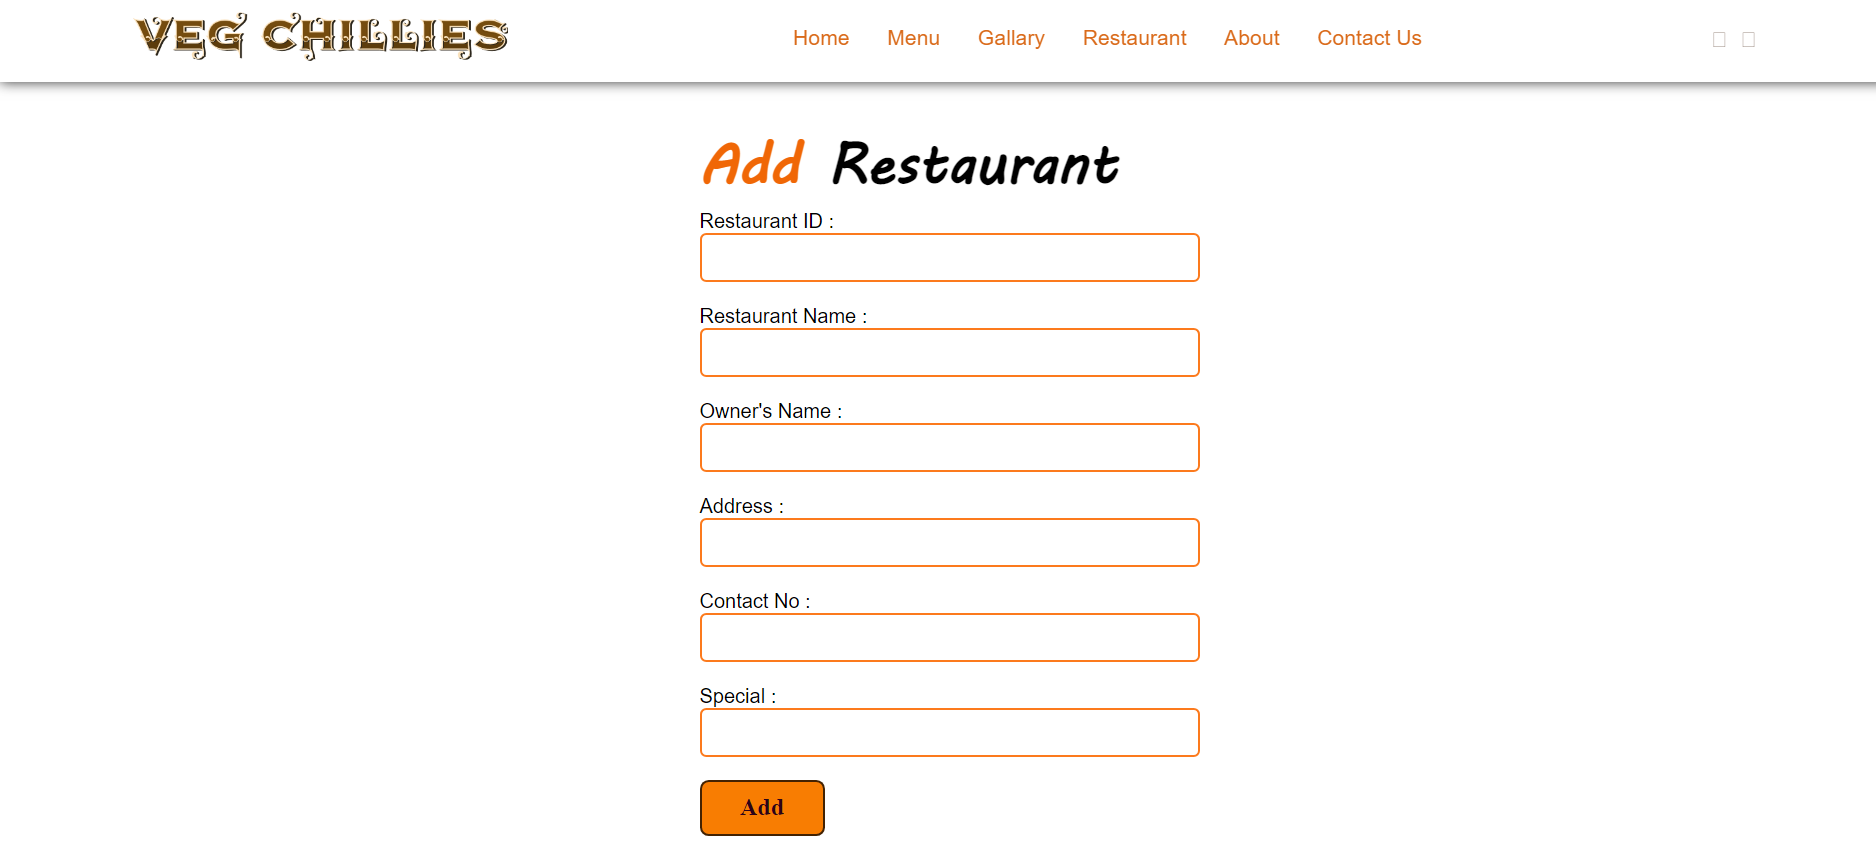 VEG CHILLIES
Home Menu Gallary Restaurant About Contact Us
Add Restaurant
Restaurant ID :
Restaurant Name :
Owner's Name :
Address :
Contact No :
Special :
Add